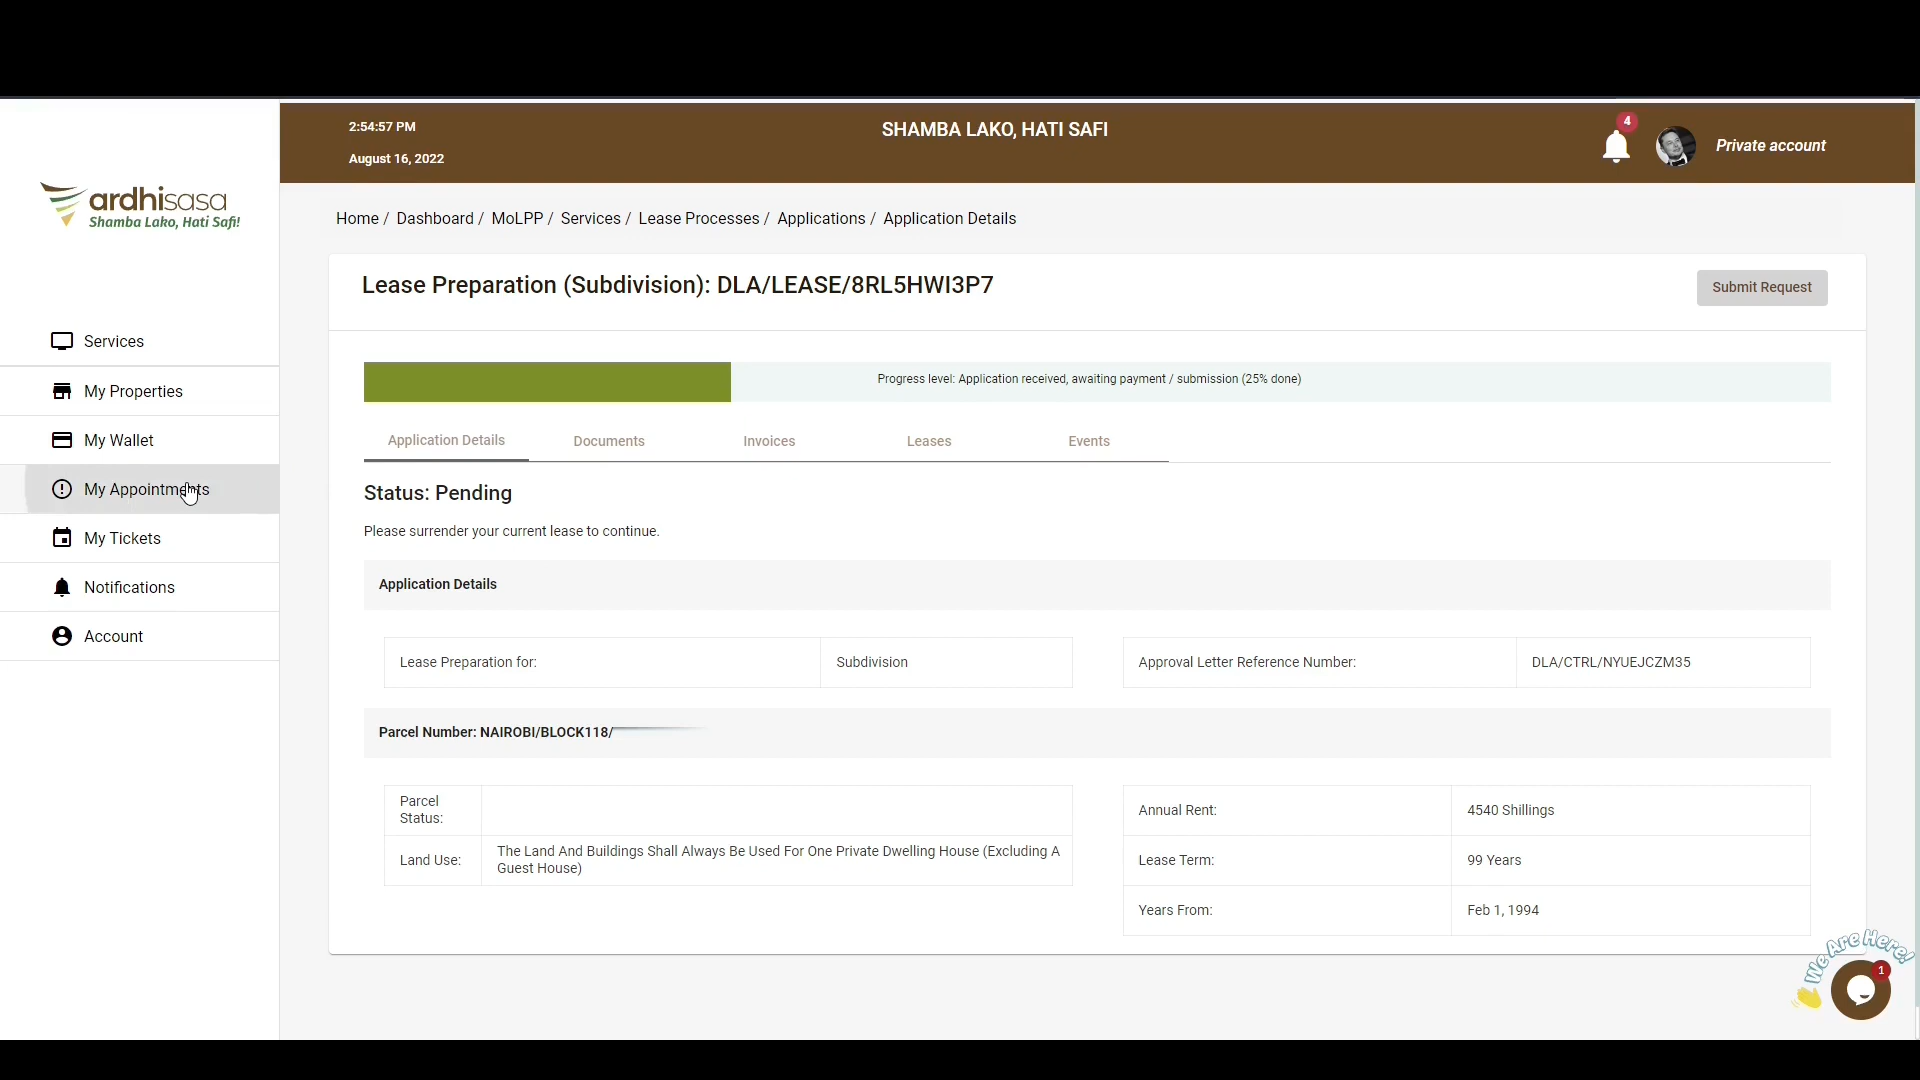 2:54:57 PM
August 16, 2022
SHAMBA LAKO, HATI SAFI
4
Private account
ardhisasa
Shamba Lako, Hati Safi!
Home / Dashboard / MoLPP / Services / Lease Processes / Applications / Application Details
Services
My Properties
My Wallet
My Appointments
My Tickets
Notifications
Account
Lease Preparation (Subdivision): DLA/LEASE/8RL5HWI3P7
Submit Request
Progress level: Application received, awaiting payment / submission (25% done)
Application Details
Documents
Invoices
Leases
Events
Status: Pending
Please surrender your current lease to continue.
Application Details
Lease Preparation for:
Subdivision
Approval Letter Reference Number:
DLA/CTRL/NYUEJCZM35
Parcel Number: NAIROBI/BLOCK118/
Parcel
Status:
Land Use:
The Land And Buildings Shall Always Be Used For One Private Dwelling House (Excluding A
Guest House)
Annual Rent:
4540 Shillings
Lease Term:
99 Years
Years From:
Feb 1, 1994
We Are Here!
1